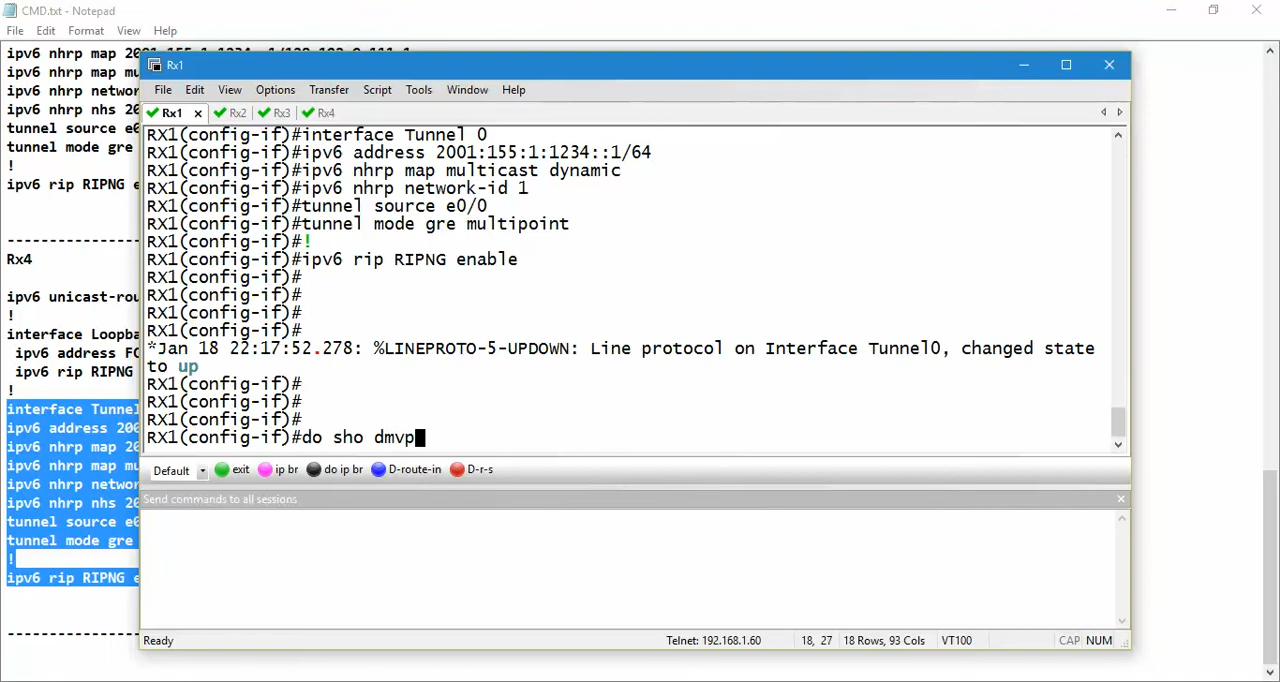 CMD.txt - Notepad
File Edit Format View Help
ipv6 nhrp map
ipv6 nhrp map mu
ipv6 nhrp networ
ipv6 nhrp nhs 20
tunnel source e0
tunnel mode gre
!
ipv6 rip RIPNG e
Rx4
ipv6 unicast-rou
!
interface Loopba
ipv6 address FC
ipv6 rip RIPNG
!
interface Tunnel
ipv6 address 200
ipv6 nhrp map 20
ipv6 nhrp map mu
ipv6 nhrp networ
ipv6 nhrp nhs 20
tunnel source e0
tunnel mode gre
!
ipv6 rip RIPNG e
Rx1
File Edit View Options Transfer Script Tools Window Help
Rx1 x Rx2 Rx3 Rx4
RX1(config-if)#interface Tunnel 0
RX1(config-if)#ipv6 address 2001:155:1:1234::1/64
RX1(config-if)#ipv6 nhrp map multicast dynamic
RX1(config-if)#ipv6 nhrp network-id 1
RX1(config-if)#tunnel source e0/0
RX1(config-if)#tunnel mode gre multipoint
RX1(config-if)#!
RX1(config-if)#ipv6 rip RIPNG enable
RX1(config-if)#
RX1(config-if)#
RX1(config-if)#
RX1(config-if)#
*Jan 18 22:17:52.278: %LINEPROTO-5-UPDOWN: Line protocol on Interface Tunnel0, changed state
to up
RX1(config-if)#
RX1(config-if)#
RX1(config-if)#
RX1(config-if)#do sho dmvp
Default exit ip br do ip br D-route-in D-r-s
Send commands to all sessions
Ready Telnet: 192.168.1.60 18, 27 18 Rows, 93 Cols VT100 CAP NUM